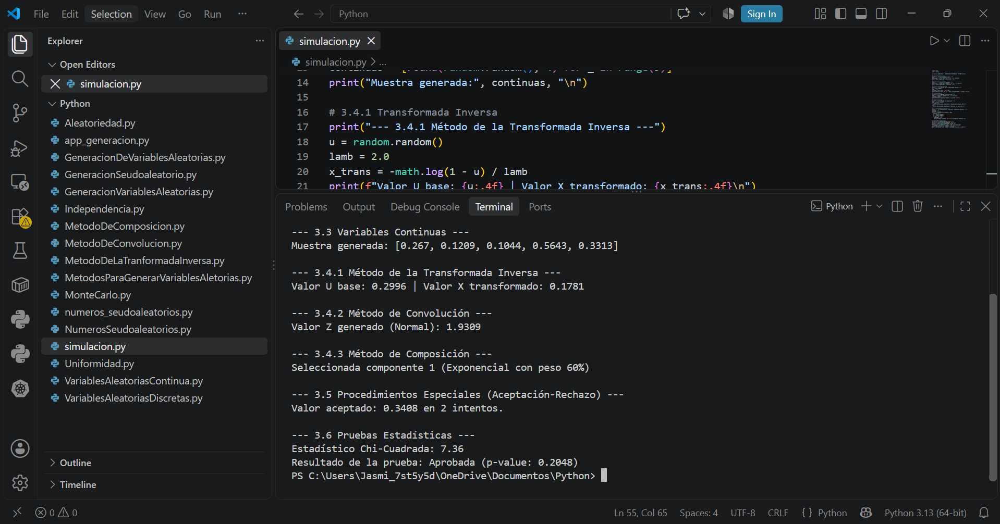 File Edit Selection View Go Run ···
Python
Sign In
Explorer
Open Editors
simulacion.py
Python
Aleatoriedad.py
app_generacion.py
GeneracionDeVariablesAleatorias.py
GeneracionSeudoaleatorio.py
GeneracionVariablesAleatorias.py
Independencia.py
MetodoDeComposicion.py
MetodoDeConvolucion.py
MetodoDeLaTranformadaInversa.py
MetodosParaGenerarVariablesAletorias.py
MonteCarlo.py
numeros_seudoaleatorios.py
NumerosSeudoaleatorios.py
simulacion.py
Uniformidad.py
VariablesAleatoriasContinua.py
VariablesAleatoriasDiscretas.py
Outline
Timeline
simulacion.py
simulacion.py > ...
14 print("Muestra generada:", continuas, "\n")
15
16 # 3.4.1 Transformada Inversa
17 print("--- 3.4.1 Método de la Transformada Inversa ---")
18 u = random.random()
19 lamb = 2.0
20 x_trans = -math.log(1 - u) / lamb
21 print(f"Valor U base: {u:.4f} | Valor X transformado: {x_trans:.4f}\n")
Problems Output Debug Console Terminal Ports
Python
--- 3.3 Variables Continuas ---
Muestra generada: [0.267, 0.1209, 0.1044, 0.5643, 0.3313]
--- 3.4.1 Método de la Transformada Inversa ---
Valor U base: 0.2996 | Valor X transformado: 0.1781
--- 3.4.2 Método de Convolución ---
Valor Z generado (Normal): 1.9309
--- 3.4.3 Método de Composición ---
Seleccionada componente 1 (Exponencial con peso 60%)
--- 3.5 Procedimientos Especiales (Aceptación-Rechazo) ---
Valor aceptado: 0.3408 en 2 intentos.
--- 3.6 Pruebas Estadísticas ---
Estadístico Chi-Cuadrada: 7.36
Resultado de la prueba: Aprobada (p-value: 0.2048)
PS C:\Users\Jasmi_7st5y5d\OneDrive\Documentos\Python>
0 0
Ln 55, Col 65 Spaces: 4 UTF-8 CRLF { } Python Python 3.13 (64-bit)